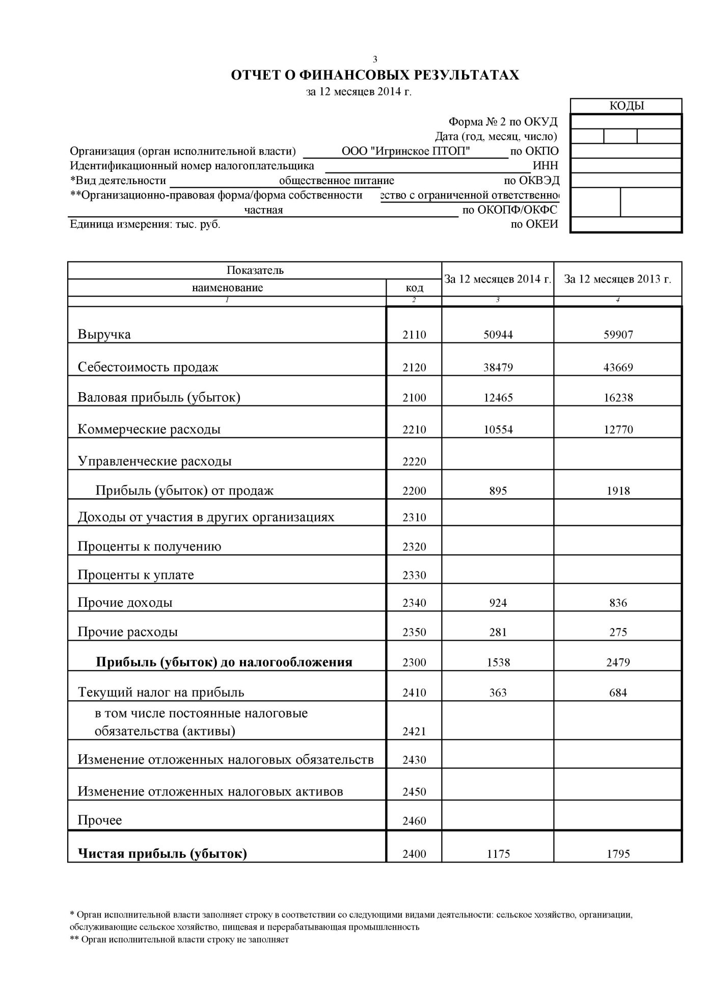 3
ОТЧЕТ О ФИНАНСОВЫХ РЕЗУЛЬТАТАХ
за 12 месяцев 2014 г.
КОДЫ
Форма № 2 по ОКУД
Дата (год, месяц, число)
Организация (орган исполнительной власти) ООО "Игринское ПТОП" по ОКПО
Идентификационный номер налогоплательщика ИНН
*Вид деятельности общественное питание по ОКВЭД
**Организационно-правовая форма/форма собственности ество с ограниченной ответственно
частная по ОКОПФ/ОКФС
Единица измерения: тыс. руб. по ОКЕИ
Показатель За 12 месяцев 2014 г. За 12 месяцев 2013 г.
наименование код
1 2 3 4
Выручка 2110 50944 59907
Себестоимость продаж 2120 38479 43669
Валовая прибыль (убыток) 2100 12465 16238
Коммерческие расходы 2210 10554 12770
Управленческие расходы 2220
Прибыль (убыток) от продаж 2200 895 1918
Доходы от участия в других организациях 2310
Проценты к получению 2320
Проценты к уплате 2330
Прочие доходы 2340 924 836
Прочие расходы 2350 281 275
Прибыль (убыток) до налогообложения 2300 1538 2479
Текущий налог на прибыль 2410 363 684
в том числе постоянные налоговые
обязательства (активы) 2421
Изменение отложенных налоговых обязательств 2430
Изменение отложенных налоговых активов 2450
Прочее 2460
Чистая прибыль (убыток) 2400 1175 1795
* Орган исполнительной власти заполняет строку в соответствии со следующими видами деятельности: сельское хозяйство, организации,
обслуживающие сельское хозяйство, пищевая и перерабатывающая промышленность
** Орган исполнительной власти строку не заполняет